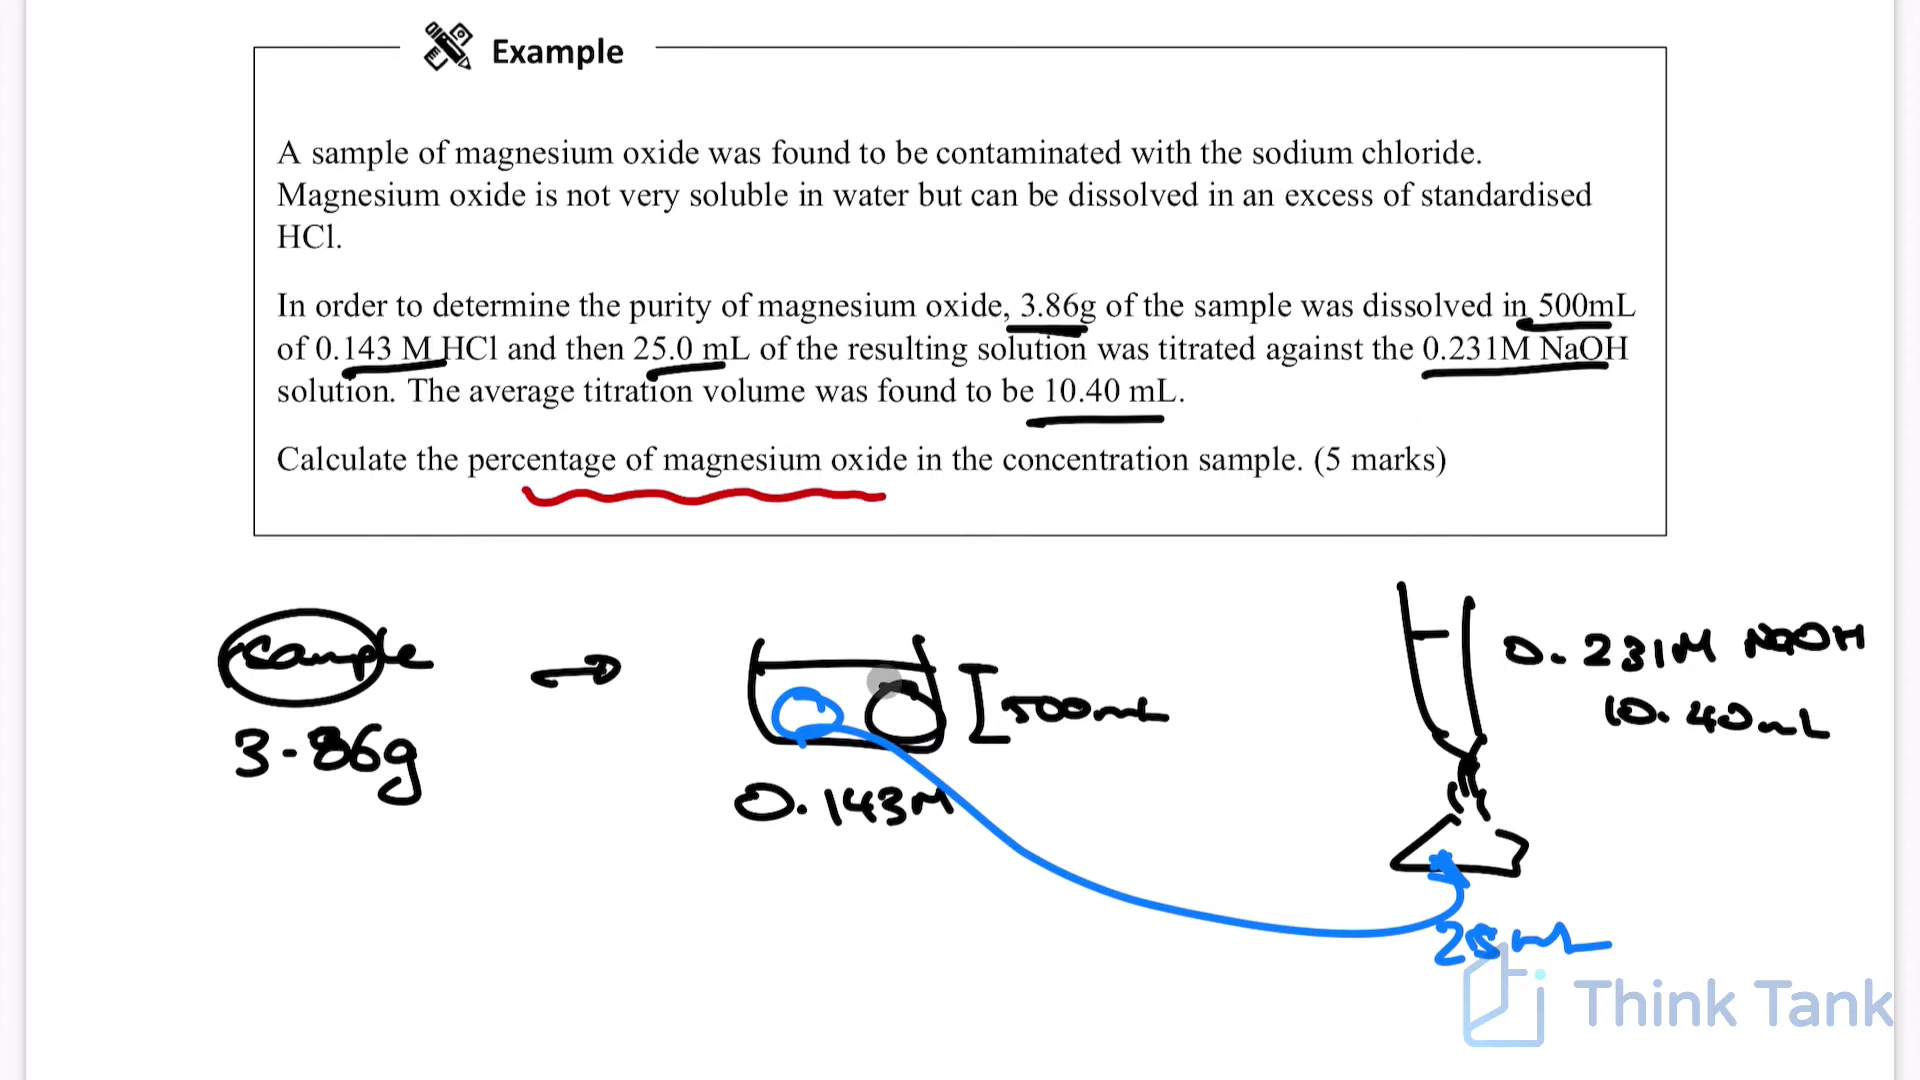 Example
A sample of magnesium oxide was found to be contaminated with the sodium chloride.
Magnesium oxide is not very soluble in water but can be dissolved in an excess of standardised
HCl.
In order to determine the purity of magnesium oxide, 3.86g of the sample was dissolved in 500mL
of 0.143 M HCl and then 25.0 mL of the resulting solution was titrated against the 0.231M NaOH
solution. The average titration volume was found to be 10.40 mL.
Calculate the percentage of magnesium oxide in the concentration sample. (5 marks)
sample
3.86g
500mL
0.143M
0.231M NaOH
10.40mL
25mL
Think Tank